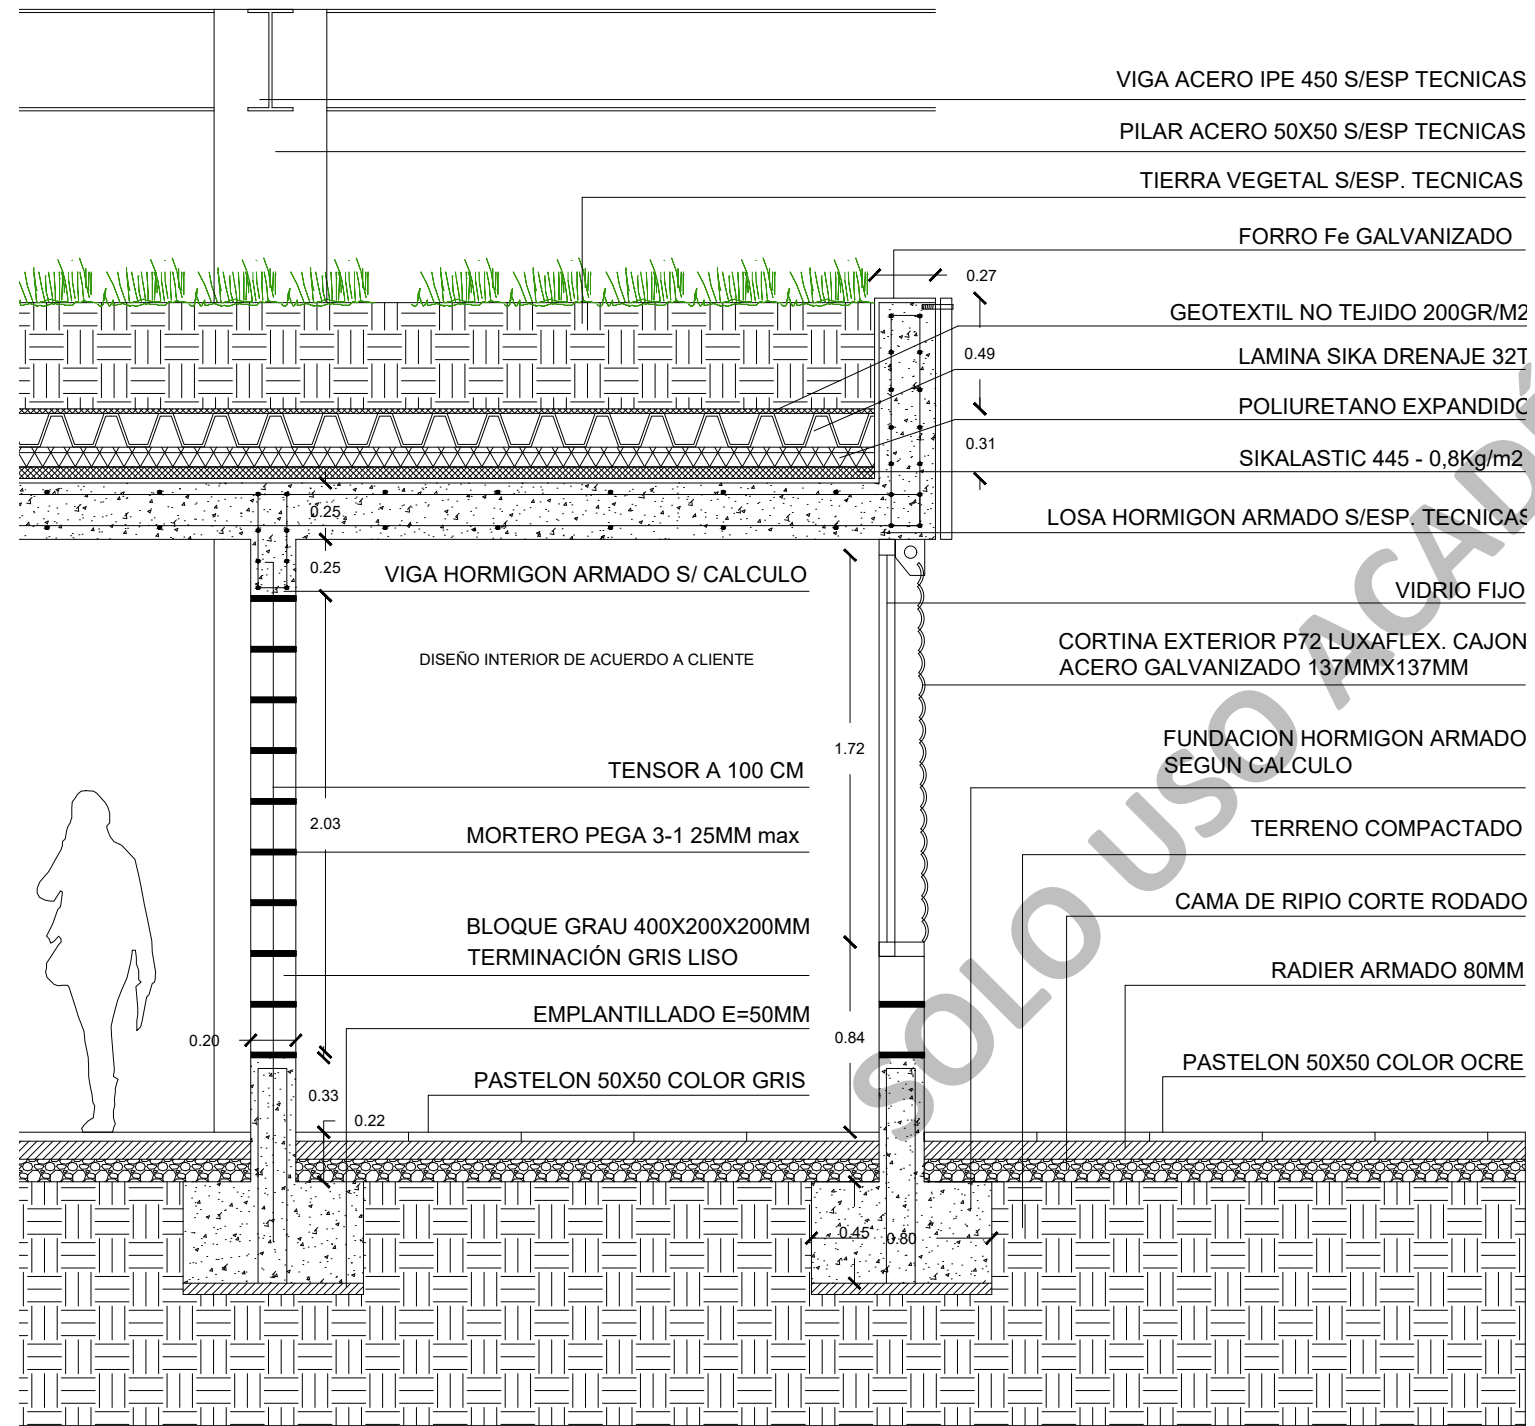 VIGA ACERO IPE 450 S/ESP TECNICAS
PILAR ACERO 50X50 S/ESP TECNICAS
TIERRA VEGETAL S/ESP. TECNICAS
FORRO Fe GALVANIZADO
0.27
GEOTEXTIL NO TEJIDO 200GR/M2
0.49
LAMINA SIKA DRENAJE 32T
POLIURETANO EXPANDIDO
0.31
SIKALASTIC 445 - 0,8Kg/m2
0.25
LOSA HORMIGON ARMADO S/ESP. TECNICAS
0.25
VIGA HORMIGON ARMADO S/ CALCULO
VIDRIO FIJO
DISEÑO INTERIOR DE ACUERDO A CLIENTE
CORTINA EXTERIOR P72 LUXAFLEX. CAJON
ACERO GALVANIZADO 137MMX137MM
1.72
FUNDACION HORMIGON ARMADO
SEGUN CALCULO
TENSOR A 100 CM
2.03
MORTERO PEGA 3-1 25MM max
TERRENO COMPACTADO
CAMA DE RIPIO CORTE RODADO
BLOQUE GRAU 400X200X200MM
TERMINACIÓN GRIS LISO
RADIER ARMADO 80MM
EMPLANTILLADO E=50MM
0.20
0.84
PASTELON 50X50 COLOR OCRE
PASTELON 50X50 COLOR GRIS
0.33
0.22
0.45
0.80
SOLO USO ACADÉ